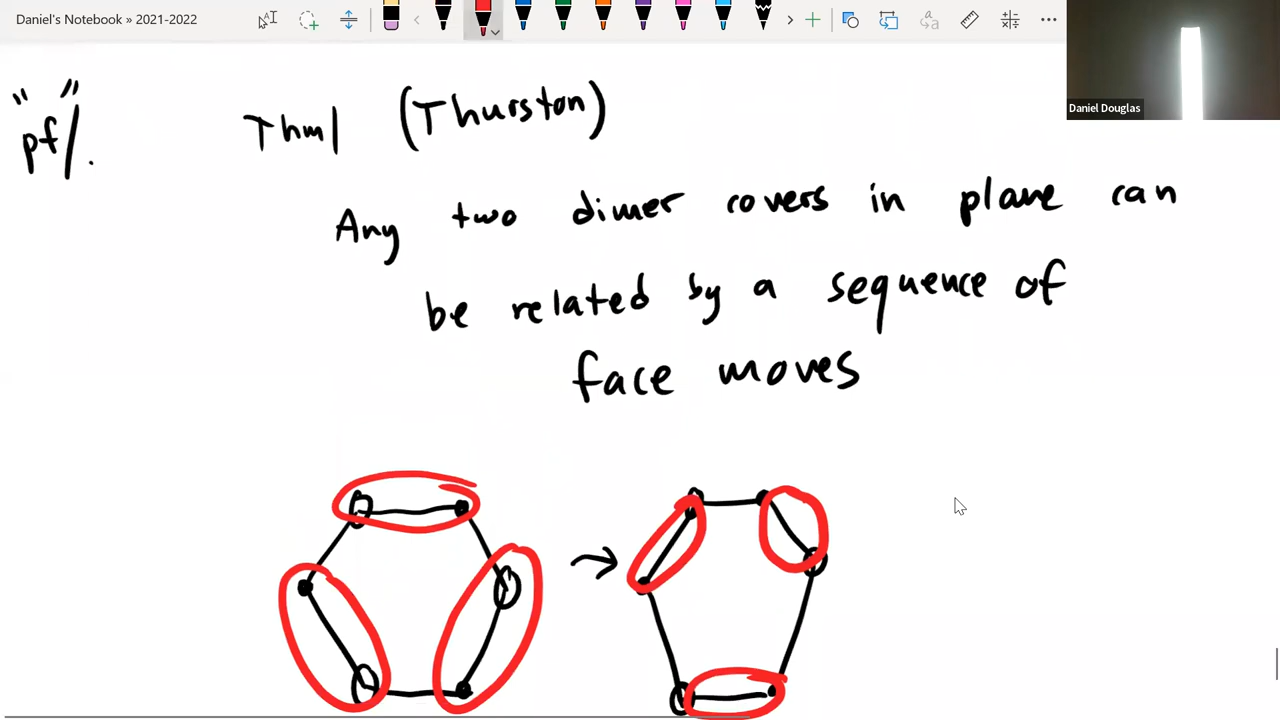 Daniel's Notebook » 2021-2022
Daniel Douglas
"pf"/.
Thm/ (Thurston)
Any two dimer covers in plane can
be related by a sequence of
face moves